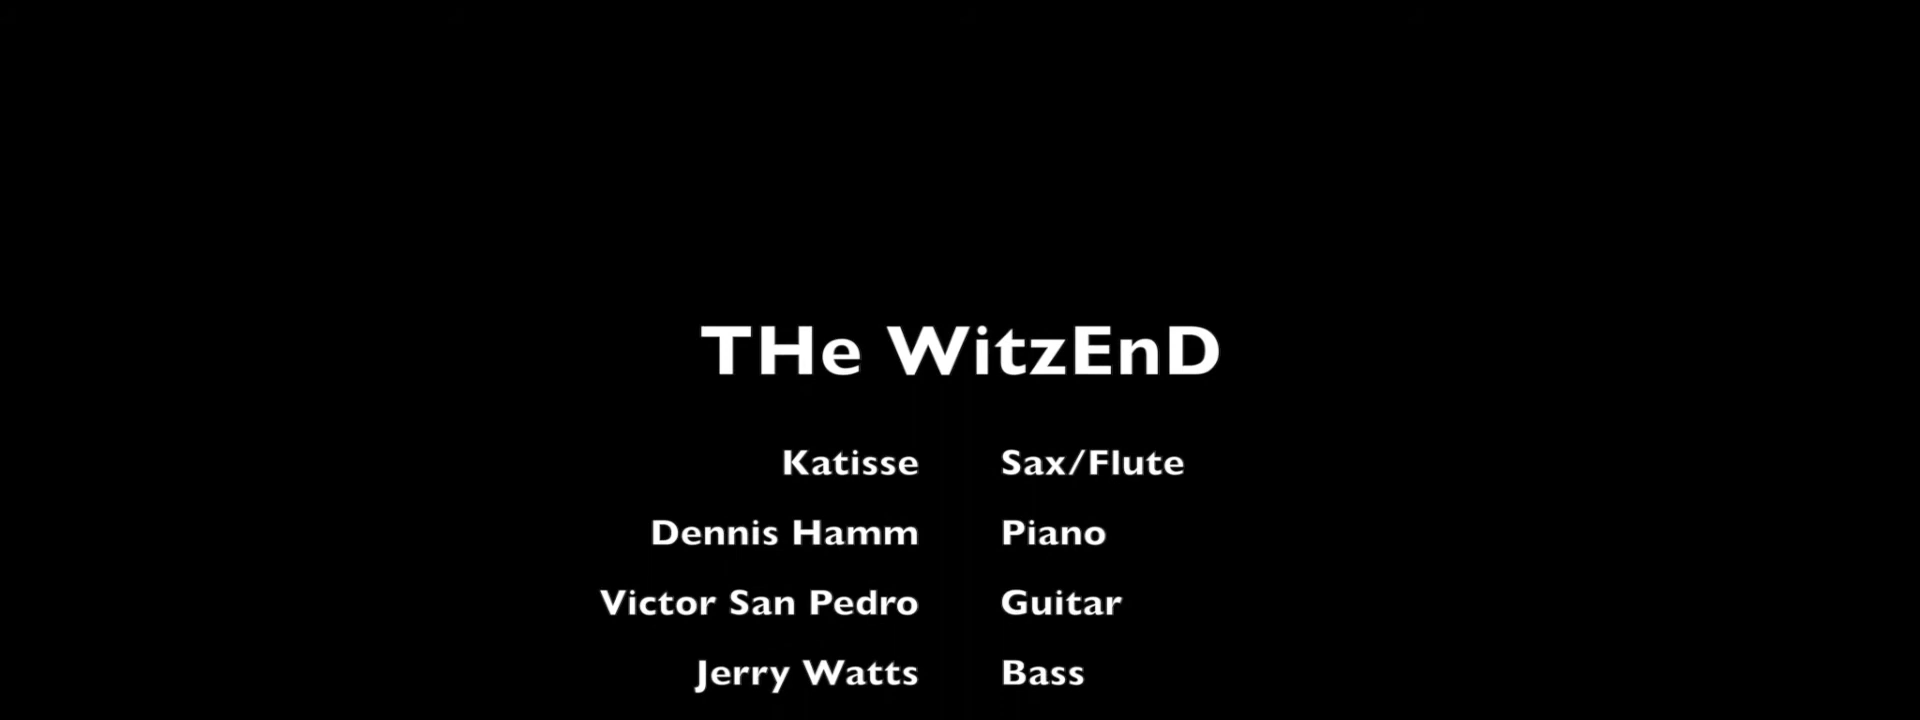 THe WitzEnD
Katisse Sax/Flute
Dennis Hamm Piano
Victor San Pedro Guitar
Jerry Watts Bass